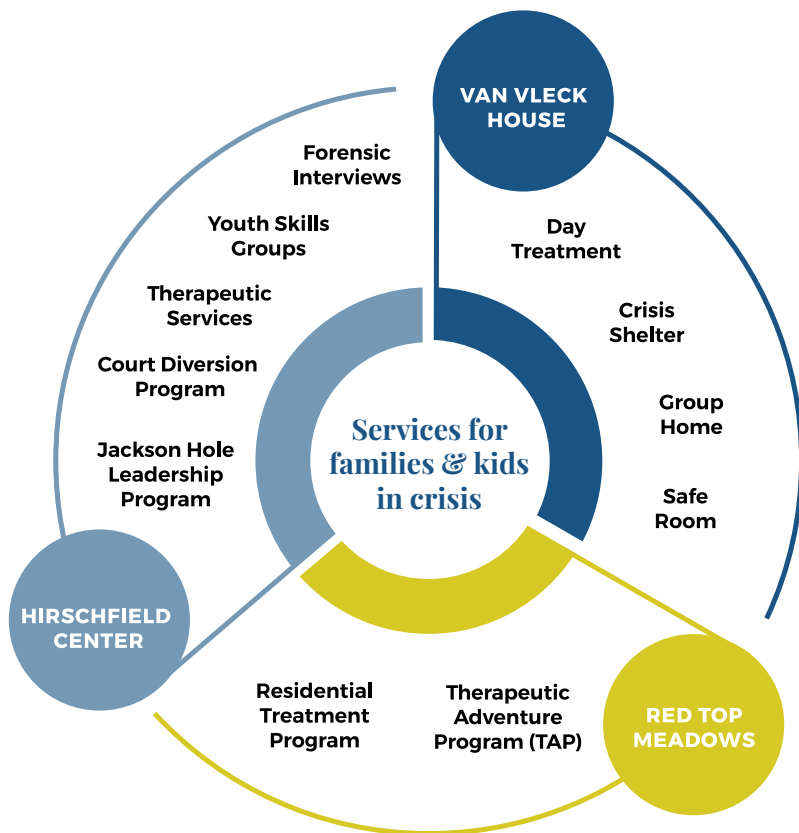 VAN VLECK
HOUSE
Day
Treatment
Crisis
Shelter
Group
Home
Safe
Room
RED TOP
MEADOWS
Therapeutic
Adventure
Program (TAP)
Residential
Treatment
Program
HIRSCHFIELD
CENTER
Forensic
Interviews
Youth Skills
Groups
Therapeutic
Services
Court Diversion
Program
Jackson Hole
Leadership
Program
Services for
families & kids
in crisis